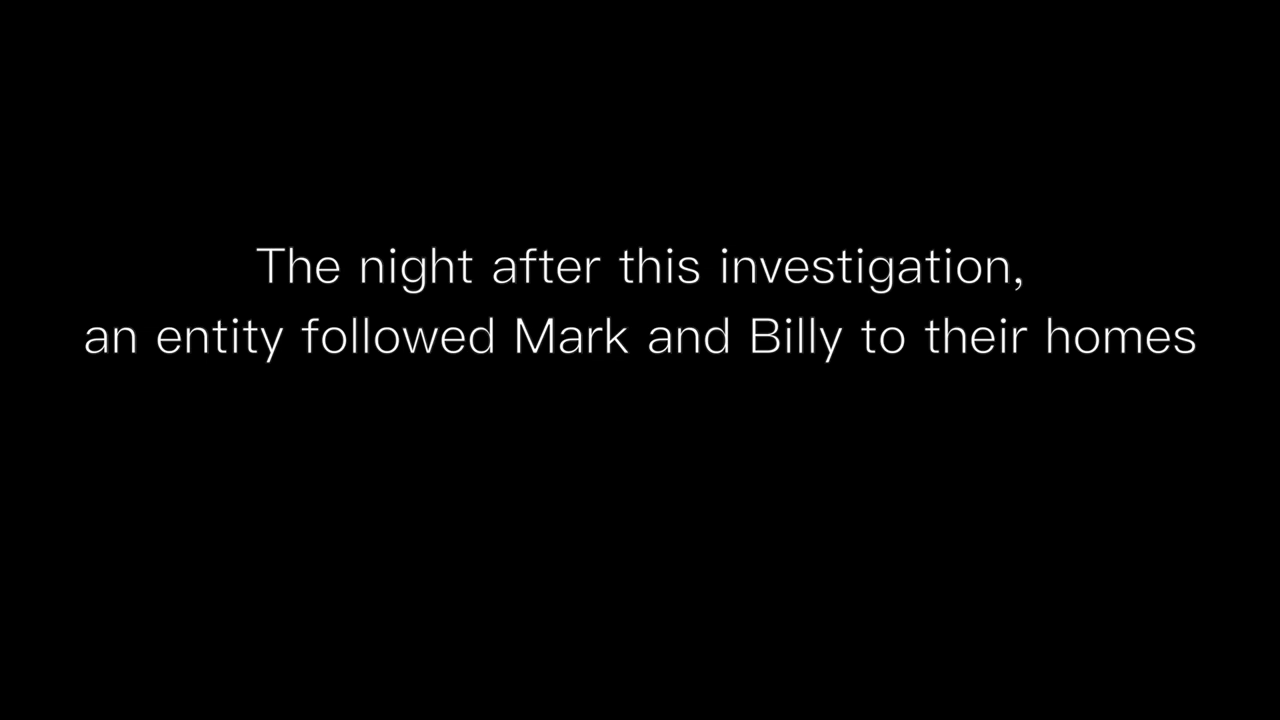 The night after this investigation,
an entity followed Mark and Billy to their homes